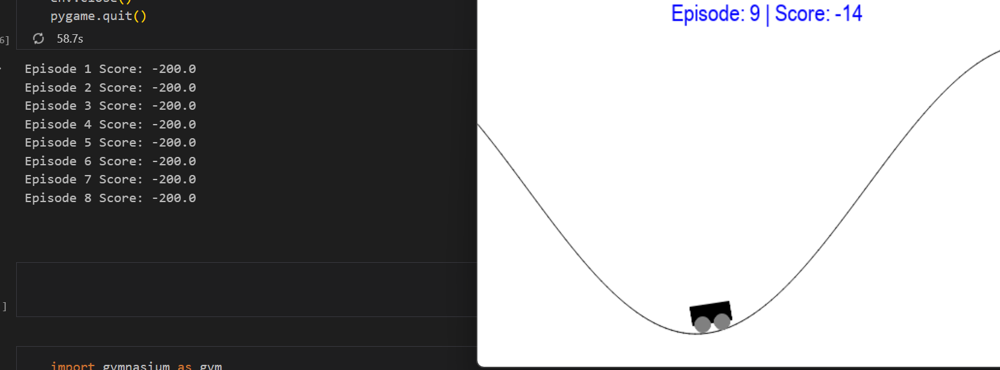 env.close()
pygame.quit()
6]
58.7s
Episode 1 Score: -200.0
Episode 2 Score: -200.0
Episode 3 Score: -200.0
Episode 4 Score: -200.0
Episode 5 Score: -200.0
Episode 6 Score: -200.0
Episode 7 Score: -200.0
Episode 8 Score: -200.0
]
import gymnasium as gym
Episode: 9 | Score: -14